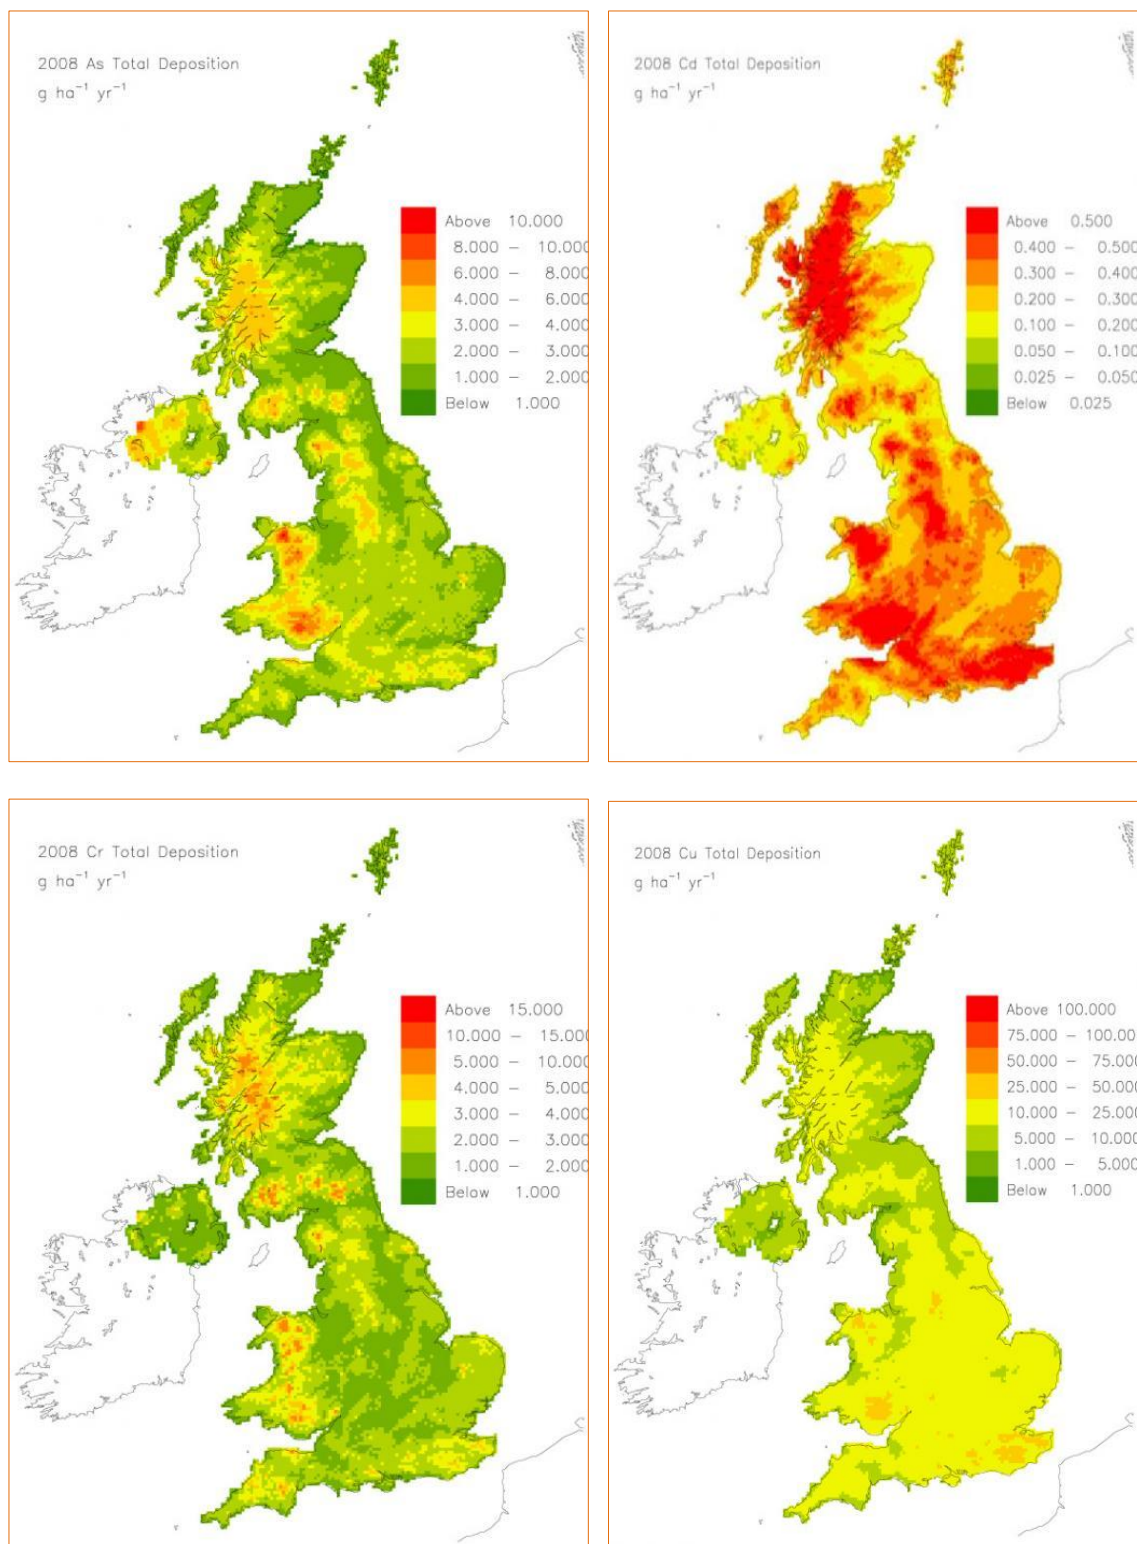 2008 As Total Deposition
g ha⁻¹ yr⁻¹
Above 10.000
8.000 – 10.000
6.000 – 8.000
4.000 – 6.000
3.000 – 4.000
2.000 – 3.000
1.000 – 2.000
Below 1.000
2008 Cd Total Deposition
g ha⁻¹ yr⁻¹
Above 0.500
0.400 – 0.500
0.300 – 0.400
0.200 – 0.300
0.100 – 0.200
0.050 – 0.100
0.025 – 0.050
Below 0.025
2008 Cr Total Deposition
g ha⁻¹ yr⁻¹
Above 15.000
10.000 – 15.000
5.000 – 10.000
4.000 – 5.000
3.000 – 4.000
2.000 – 3.000
1.000 – 2.000
Below 1.000
2008 Cu Total Deposition
g ha⁻¹ yr⁻¹
Above 100.000
75.000 – 100.00
50.000 – 75.000
25.000 – 50.000
10.000 – 25.000
5.000 – 10.000
1.000 – 5.000
Below 1.000